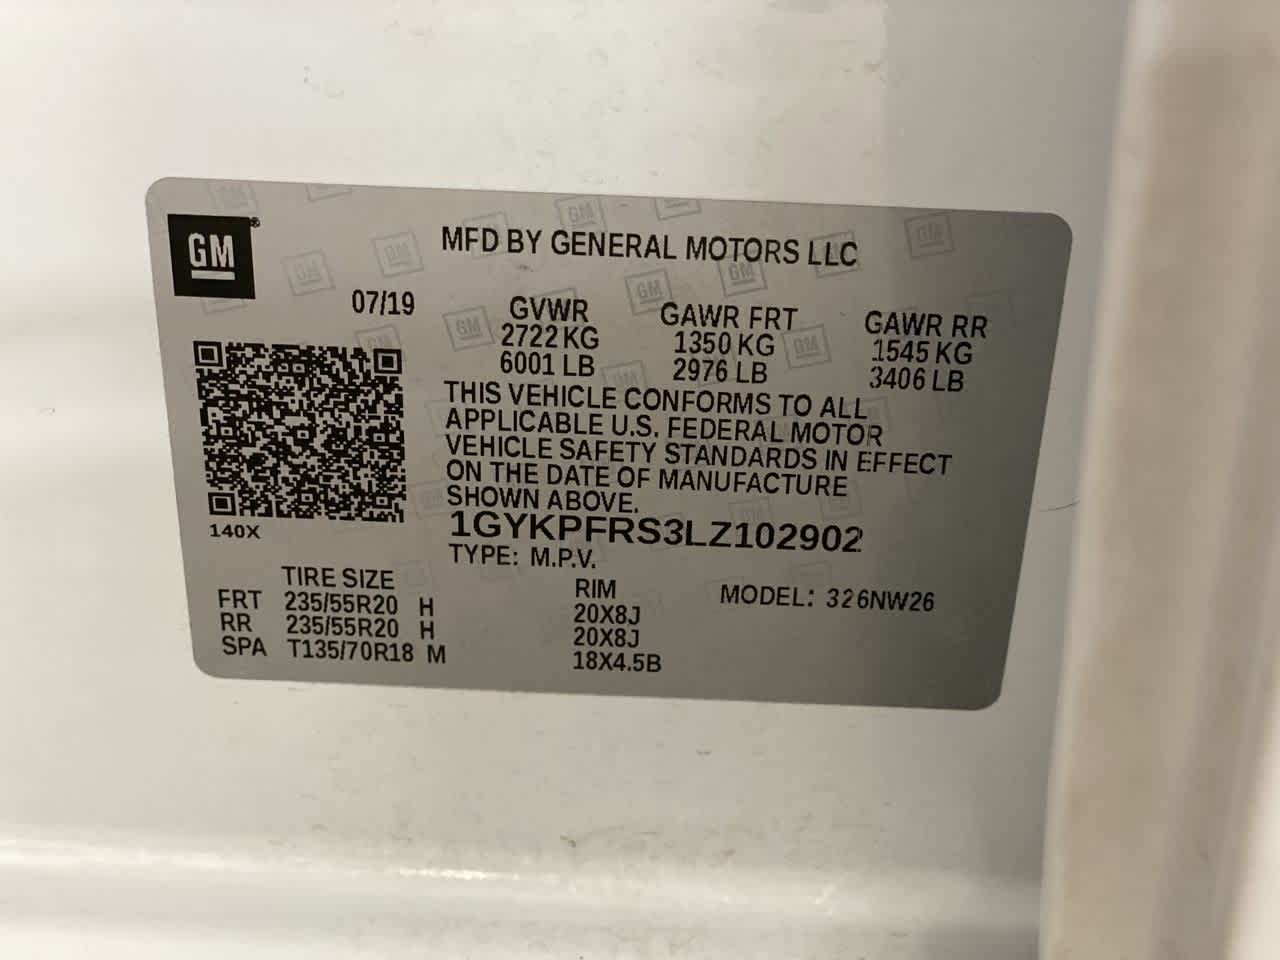 GM
MFD BY GENERAL MOTORS LLC
07/19
GVWR GAWR FRT GAWR RR
2722 KG 1350 KG 1545 KG
6001 LB 2976 LB 3406 LB
THIS VEHICLE CONFORMS TO ALL
APPLICABLE U.S. FEDERAL MOTOR
VEHICLE SAFETY STANDARDS IN EFFECT
ON THE DATE OF MANUFACTURE
SHOWN ABOVE.
140X
1GYKPFRS3LZ102902
TYPE: M.P.V.
TIRE SIZE RIM MODEL: 326NW26
FRT 235/55R20 H 20X8J
RR 235/55R20 H 20X8J
SPA T135/70R18 M 18X4.5B